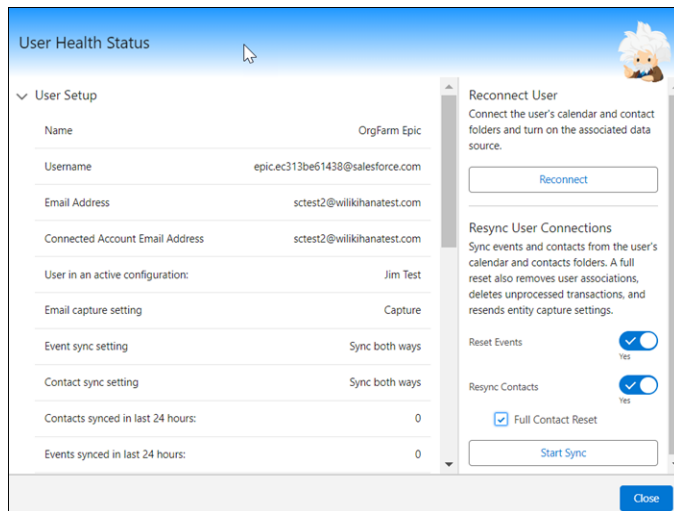 User Health Status
User Setup
Name OrgFarm Epic
Username epic.ec313be61438@salesforce.com
Email Address sctest2@wilikihanatest.com
Connected Account Email Address sctest2@wilikihanatest.com
User in an active configuration: Jim Test
Email capture setting Capture
Event sync setting Sync both ways
Contact sync setting Sync both ways
Contacts synced in last 24 hours: 0
Events synced in last 24 hours: 0
Reconnect User
Connect the user's calendar and contact
folders and turn on the associated data
source.
Reconnect
Resync User Connections
Sync events and contacts from the user's
calendar and contacts folders. A full
reset also removes user associations,
deletes unprocessed transactions, and
resends entity capture settings.
Reset Events
Yes
Resync Contacts
Yes
Full Contact Reset
Start Sync
Close